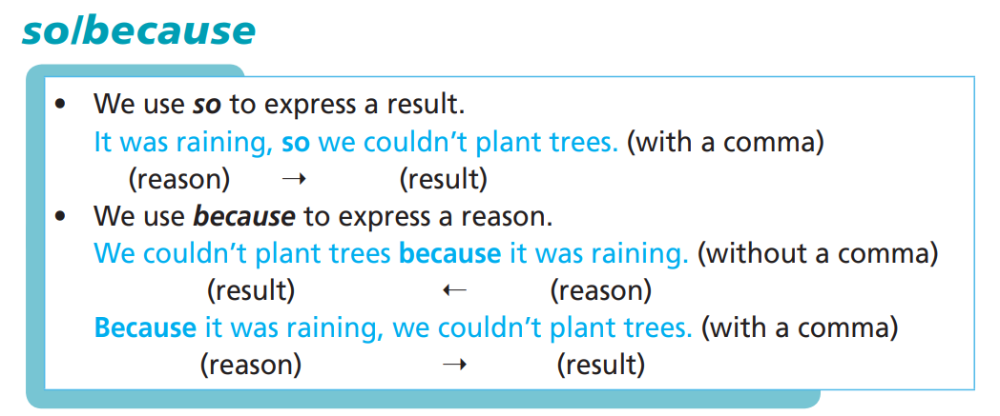 so/because
• We use so to express a result.
It was raining, so we couldn’t plant trees. (with a comma)
(reason) → (result)
• We use because to express a reason.
We couldn’t plant trees because it was raining. (without a comma)
(result) ← (reason)
Because it was raining, we couldn’t plant trees. (with a comma)
(reason) → (result)